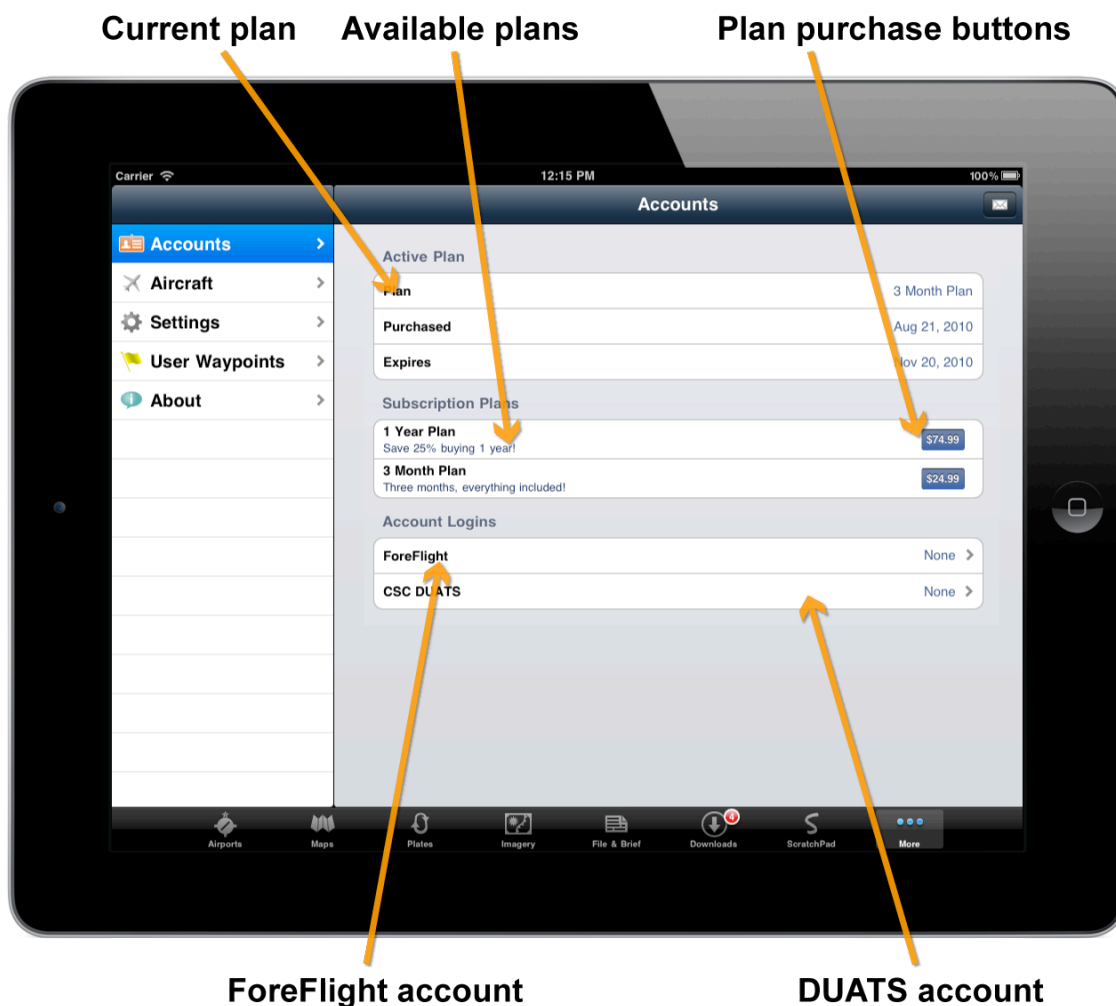 Current plan Available plans Plan purchase buttons
Carrier 12:15 PM 100%
Accounts
Accounts
Aircraft
Settings
User Waypoints
About
Active Plan
Plan 3 Month Plan
Purchased Aug 21, 2010
Expires Nov 20, 2010
Subscription Plans
1 Year Plan
Save 25% buying 1 year!
$74.99
3 Month Plan
Three months, everything included!
$24.99
Account Logins
ForeFlight None
CSC DUATS None
4
Airports Maps Plates Imagery File & Brief Downloads ScratchPad More
ForeFlight account DUATS account